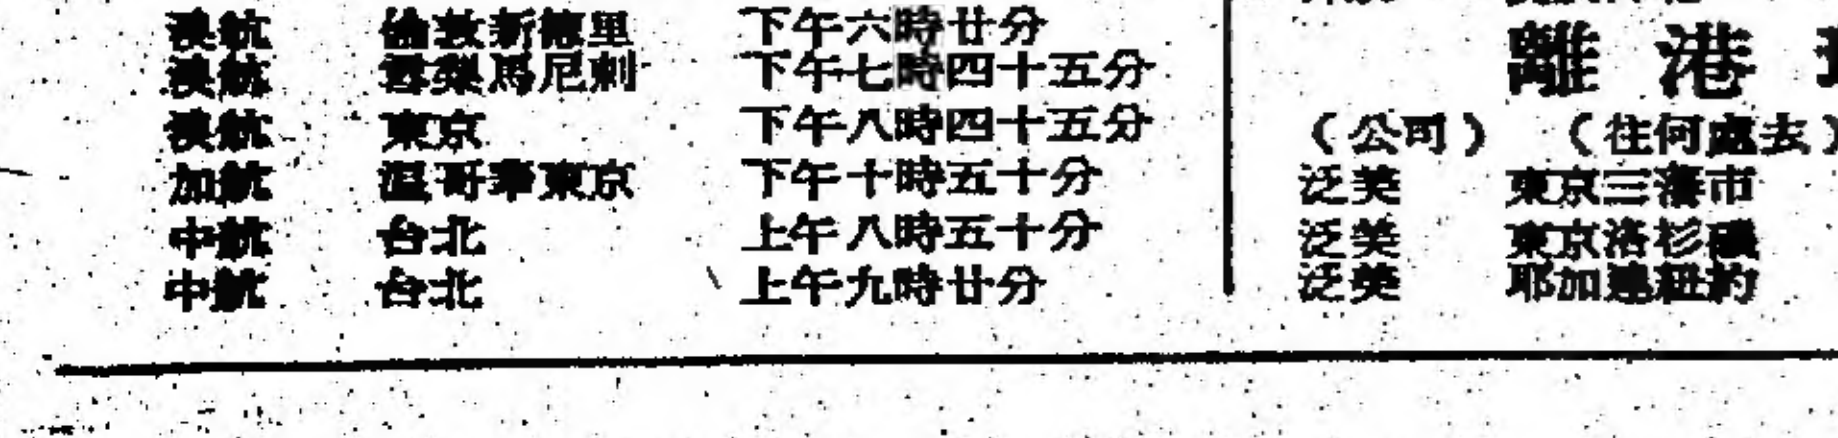 澳航 倫敦新德里 下午六時廿分
澳航 雪梨馬尼剌 下午七時四十五分
澳航 東京 下午八時四十五分
加航 温哥華東京 下午十時五十分
中航 台北 上午八時五十分
中航 台北 上午九時廿分
離港
（公司） （往何處去）
泛美 東京三藩市
泛美 東京洛杉磯
泛美 耶加達紐約